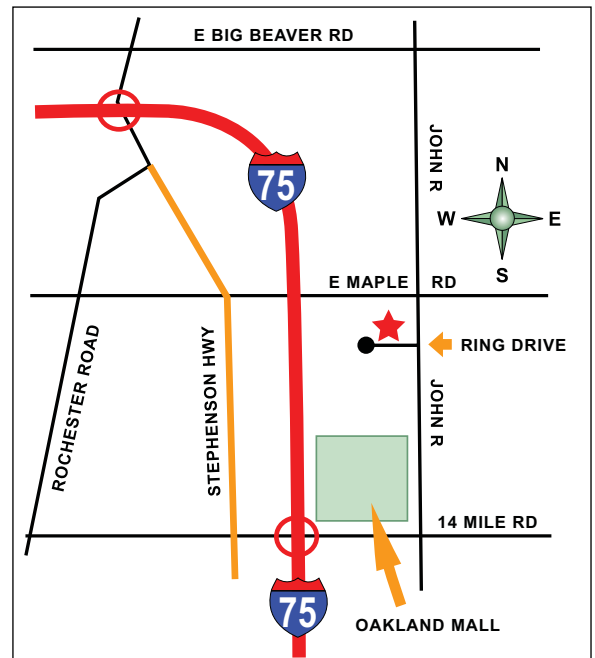 E BIG BEAVER RD
JOHN R
75
N
W E
S
E MAPLE RD
RING DRIVE
ROCHESTER ROAD
STEPHENSON HWY
JOHN R
14 MILE RD
75
OAKLAND MALL